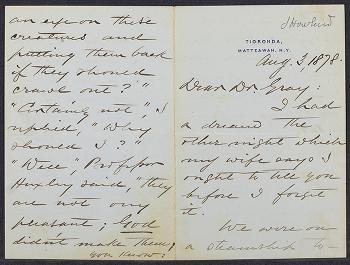 J Howland
TIORONDA,
MATTEAWAN, N.Y.
Aug. 3, 1878.
Dear Dr. Gray:
I had
a dream the
other night which
my wife says I
ought to tell you
before I forget
it.
We were on
a steamship to-
an eye on these
creatures and
putting them back
if they should
crawl out?"
"Certainly not", I
replied, "Why
should I?"
"Well", Professor
Huxley said, "they
are not any
pleasant; God
didn't make them,
you know."